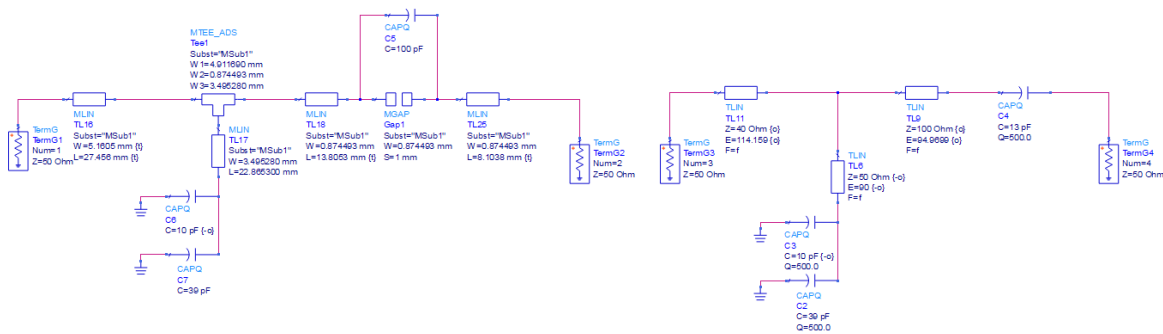 CAPQ
C5
C=100 pF
MTEE_ADS
Tee1
Subst="MSub1"
W1=4.911690 mm
W2=0.874493 mm
W3=3.495280 mm
MLIN
TL16
Subst="MSub1"
W=5.1605 mm {t}
L=27.456 mm {t}
TermG
TermG1
Num=1
Z=50 Ohm
MLIN
TL17
Subst="MSub1"
W=3.495280 mm
L=22.865300 mm
MLIN
TL18
Subst="MSub1"
W=0.874493 mm
L=13.8053 mm {t}
MGAP
Gap1
Subst="MSub1"
W=0.874493 mm
S=1 mm
MLIN
TL25
Subst="MSub1"
W=0.874493 mm
L=8.1038 mm {t}
TermG
TermG2
Num=2
Z=50 Ohm
CAPQ
C6
C=10 pF {-o}
CAPQ
C7
C=39 pF
TermG
TermG3
Num=3
Z=50 Ohm
TLIN
TL11
Z=40 Ohm {o}
E=114.159 {o}
F=f
TLIN
TL9
Z=100 Ohm {o}
E=94.9699 {o}
F=f
CAPQ
C4
C=13 pF
Q=500.0
TLIN
TL6
Z=50 Ohm {-o}
E=90 {-o}
F=f
TermG
TermG4
Num=4
Z=50 Ohm
CAPQ
C3
C=10 pF {-o}
Q=500.0
CAPQ
C2
C=39 pF
Q=500.0